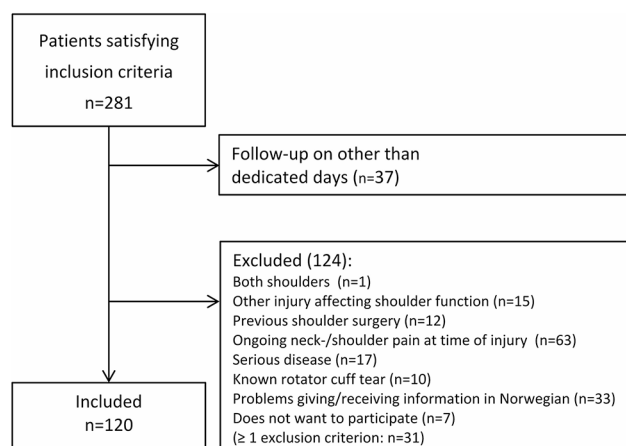 Patients satisfying
inclusion criteria
n=281
Follow-up on other than
dedicated days (n=37)
Excluded (124):
Both shoulders (n=1)
Other injury affecting shoulder function (n=15)
Previous shoulder surgery (n=12)
Ongoing neck-/shoulder pain at time of injury (n=63)
Serious disease (n=17)
Known rotator cuff tear (n=10)
Problems giving/receiving information in Norwegian (n=33)
Does not want to participate (n=7)
(≥ 1 exclusion criterion: n=31)
Included
n=120